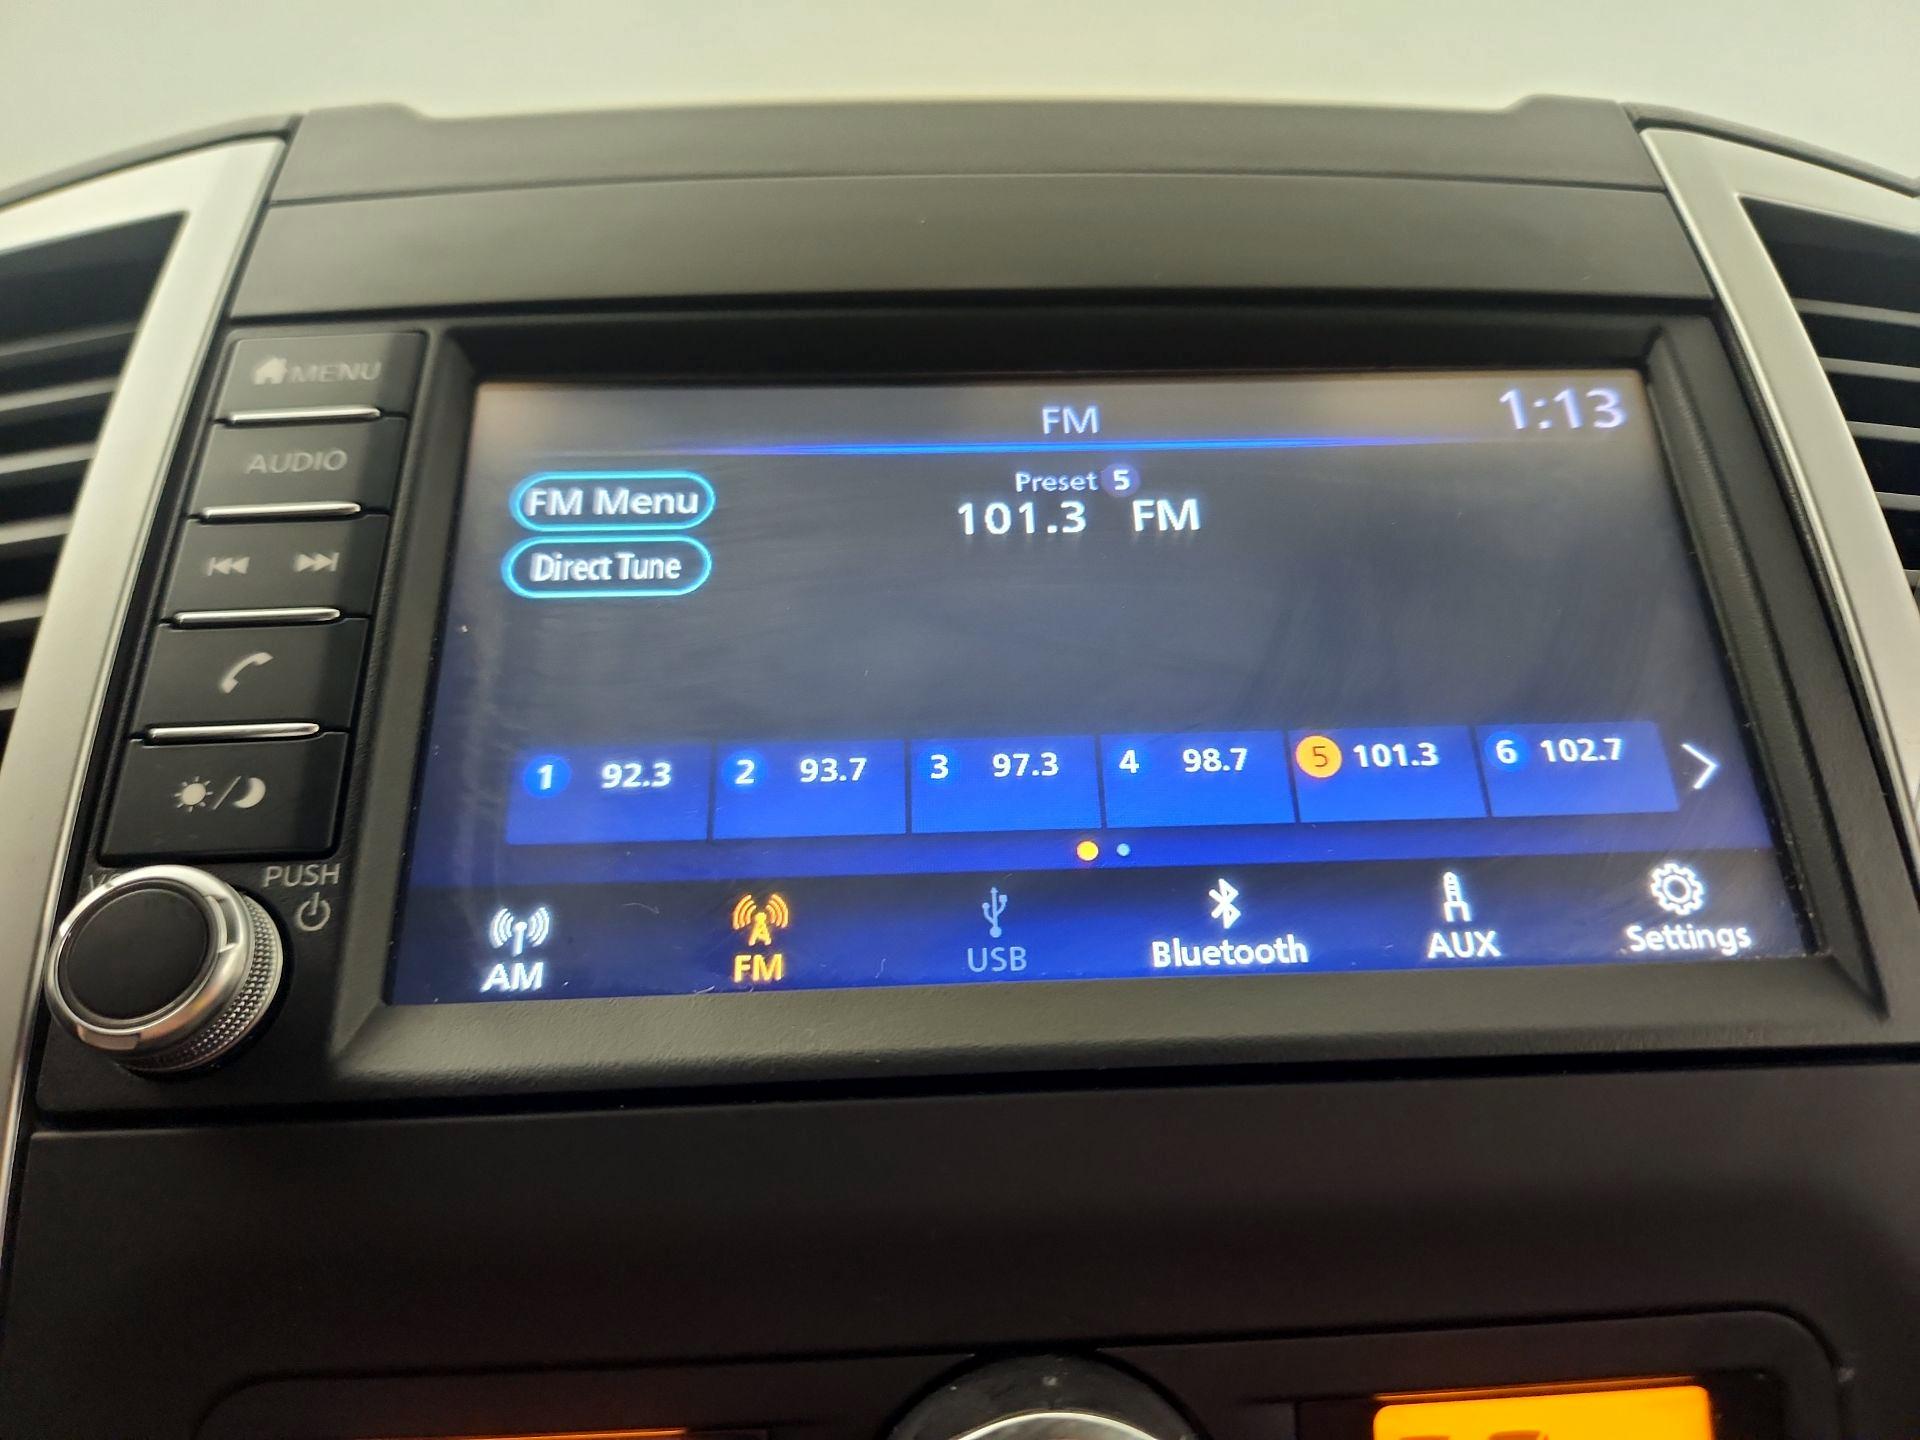 MENU
AUDIO
PUSH
FM
1:13
FM Menu
Direct Tune
Preset 5
101.3 FM
1 92.3 2 93.7 3 97.3 4 98.7 5 101.3 6 102.7
AM FM USB Bluetooth AUX Settings